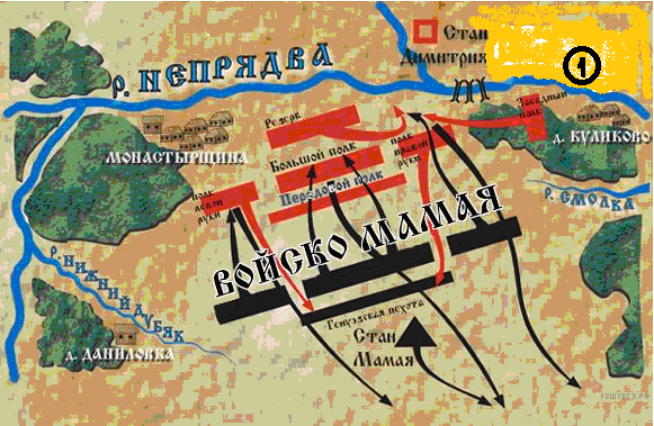 Стан
Димитрия
1
р. НЕПРЯДВА
Засадный
полк
Резерв
д. КУЛИКОВО
полк
правой
руки
Большой полк
МОНАСТЫРЩИНА
Передовой полк
р. СМОЛКА
полк
левой
руки
ВОЙСКО МАМАЯ
р. НИЖНИЙ ДУБЯК
Генуэзская пехота
Стан
Мамая
д. ДАНИЛОВКА
РЕШУЕГЭ.РФ